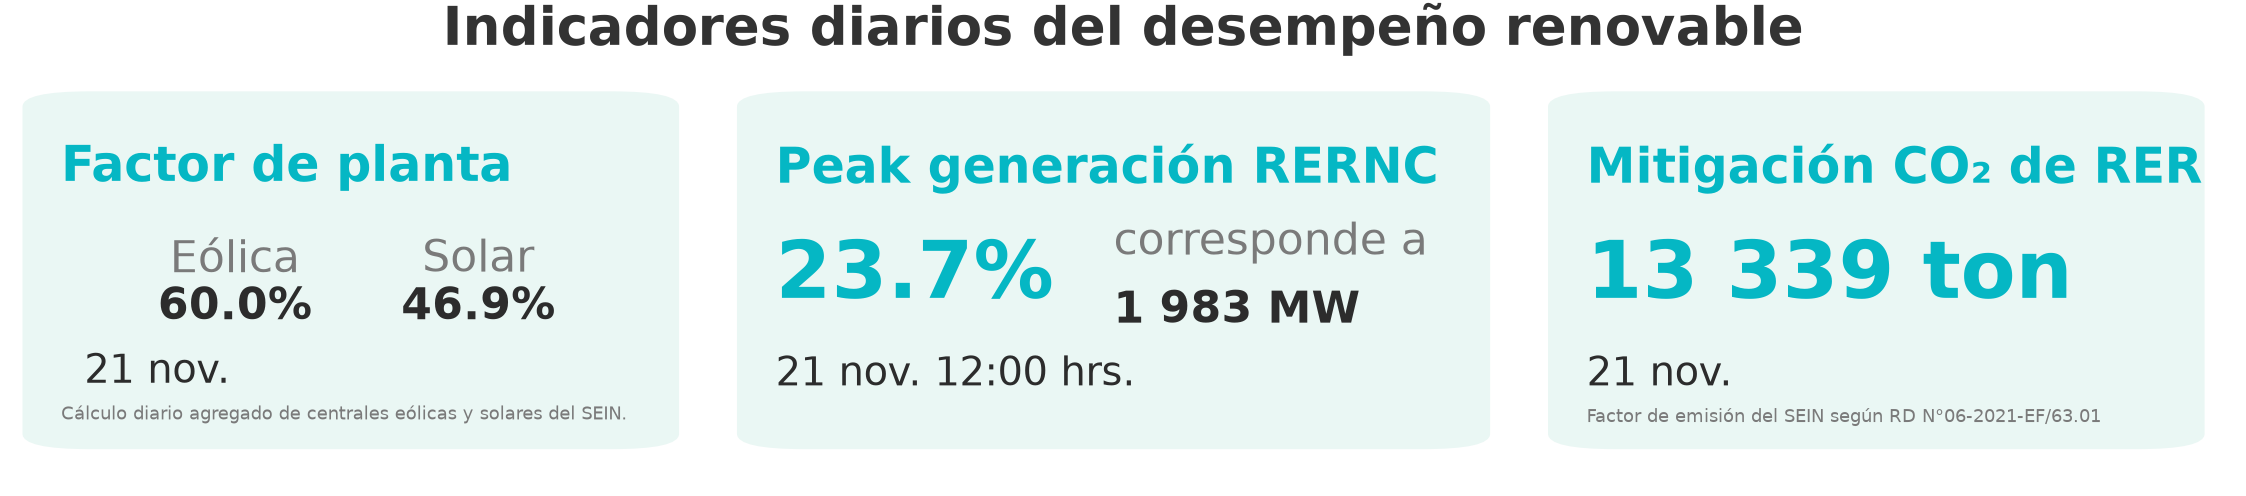 Indicadores diarios del desempeño renovable
Factor de planta
Eólica
60.0%
Solar
46.9%
21 nov.
Cálculo diario agregado de centrales eólicas y solares del SEIN.
Peak generación RERNC
23.7%
corresponde a
1 983 MW
21 nov. 12:00 hrs.
Mitigación CO₂ de RER
13 339 ton
21 nov.
Factor de emisión del SEIN según RD N°06-2021-EF/63.01